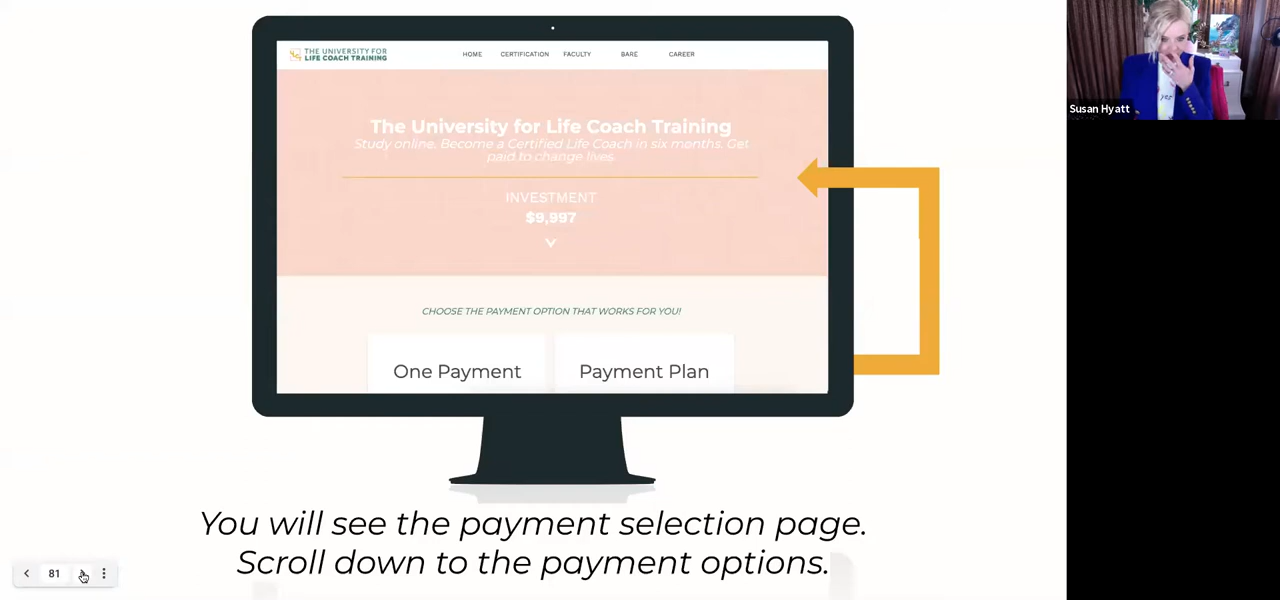 THE UNIVERSITY FOR
LIFE COACH TRAINING
HOME CERTIFICATION FACULTY BARE CAREER
The University for Life Coach Training
Study online. Become a Certified Life Coach in six months. Get
paid to change lives.
INVESTMENT
$9,997
CHOOSE THE PAYMENT OPTION THAT WORKS FOR YOU!
One Payment Payment Plan
You will see the payment selection page.
Scroll down to the payment options.
81
Susan Hyatt